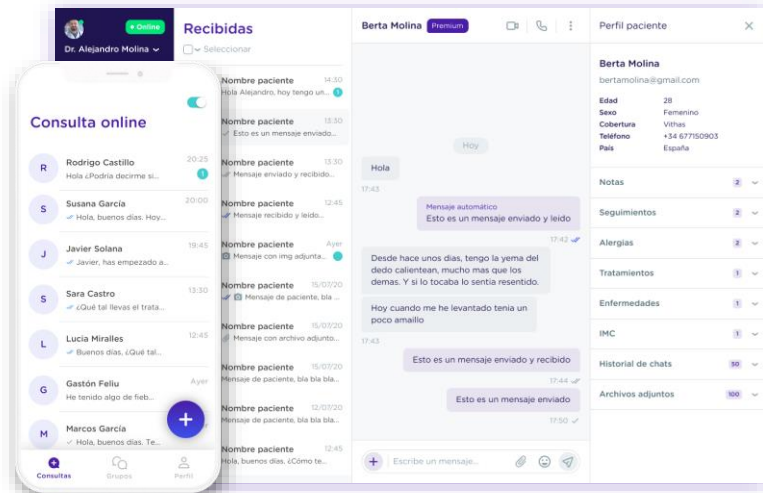 Online
Dr. Alejandro Molina
Recibidas
Seleccionar
Nombre paciente 14:30
Hola Alejandro, hoy tengo un... 1
Nombre paciente 13:30
Esto es un mensaje enviado...
Nombre paciente 13:30
Mensaje enviado y recibido...
Nombre paciente 12:45
Mensaje recibido y leido...
Nombre paciente Ayer
Mensaje con img adjunta...
Nombre paciente 15/07/20
Mensaje de paciente, bla ...
Nombre paciente 15/07/20
Mensaje con archivo adjunto...
Nombre paciente 15/07/20
Mensaje de paciente, bla bla bla...
Nombre paciente 12/07/20
Mensaje de paciente, bla bla bla...
Nombre paciente 12:45
Hola, buenos días. ¿Cómo te...
Consulta online
R
Rodrigo Castillo 20:25
Hola ¿Podría decirme si... 1
S
Susana García 20:00
Hola, buenos días. Hoy...
J
Javier Solana 19:45
Javier, has empezado a...
S
Sara Castro 13:30
¿Qué tal llevas el trata...
L
Lucía Miralles 12:45
Buenos días, ¿Qué tal...
G
Gastón Feliu Ayer
He tenido algo de fieb...
M
Marcos García
Hola, buenos días. Te...
+
Consultas Grupos Perfil
Berta Molina Premium
Hoy
Hola
17:43
Mensaje automático
Esto es un mensaje enviado y leido
17:42
Desde hace unos dias, tengo la yema del
dedo calientean, mucho mas que los
demas. Y si lo tocaba lo sentía resentido.
Hoy cuando me he levantado tenia un
poco amaillo
17:43
Esto es un mensaje enviado y recibido
17:44
Esto es un mensaje enviado
17:50
+ Escribe un mensaje...
Perfil paciente
Berta Molina
bertamolina@gmail.com
Edad 28
Sexo Femenino
Cobertura Vithas
Teléfono +34 677150903
País España
Notas 2
Seguimientos 2
Alergias 2
Tratamientos 1
Enfermedades 1
IMC 1
Historial de chats 50
Archivos adjuntos 100